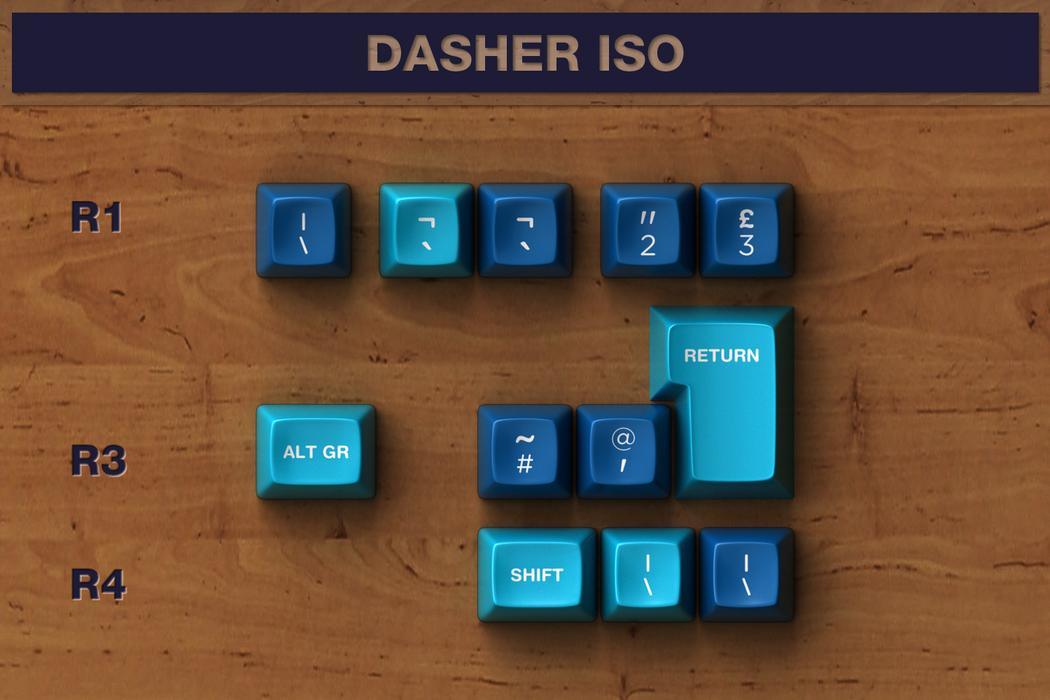 DASHER ISO
R1
|
\
¬
`
¬
`
"
2
£
3
RETURN
R3
ALT GR
~
#
@
'
R4
SHIFT
|
\
|
\